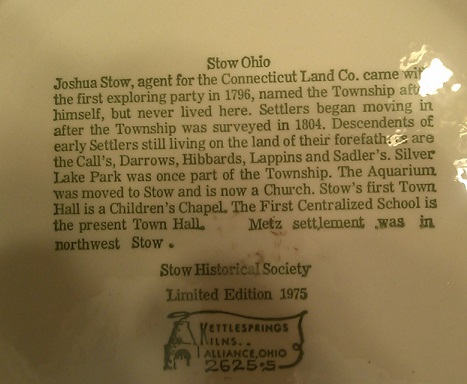 Stow Ohio
Joshua Stow, agent for the Connecticut Land Co. came with
the first exploring party in 1796, named the Township after
himself, but never lived here. Settlers began moving in
after the Township was surveyed in 1804. Descendents of
early Settlers still living on the land of their forefathers are
the Call's, Darrows, Hibbards, Lappins and Sadler's. Silver
Lake Park was once part of the Township. The Aquarium
was moved to Stow and is now a Church. Stow's first Town
Hall is a Children's Chapel. The First Centralized School is
the present Town Hall. Metz settlement was in
northwest Stow.
Stow Historical Society
Limited Edition 1975
KETTLESPRINGS
KILNS..
ALLIANCE, OHIO
2625-5